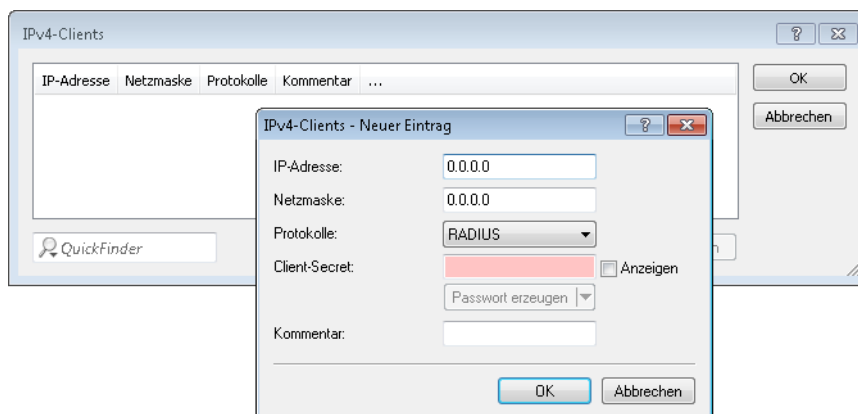 IPv4-Clients
IP-Adresse Netzmaske Protokolle Kommentar ...
OK
Abbrechen
QuickFinder
IPv4-Clients - Neuer Eintrag
IP-Adresse: 0.0.0.0
Netzmaske: 0.0.0.0
Protokolle: RADIUS
Client-Secret: Anzeigen
Passwort erzeugen
Kommentar:
OK Abbrechen